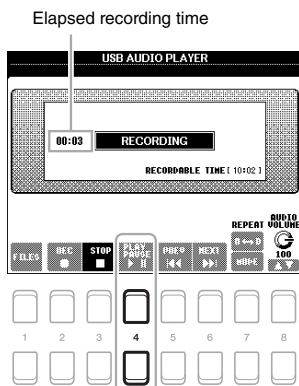 Elapsed recording time
USB AUDIO PLAYER
00:03 RECORDING
RECORDABLE TIME [ 10:02 ]
REPEAT AUDIO VOLUME
FILES REC STOP PLAY PAUSE PREV NEXT MODE 100
1 2 3 4 5 6 7 8